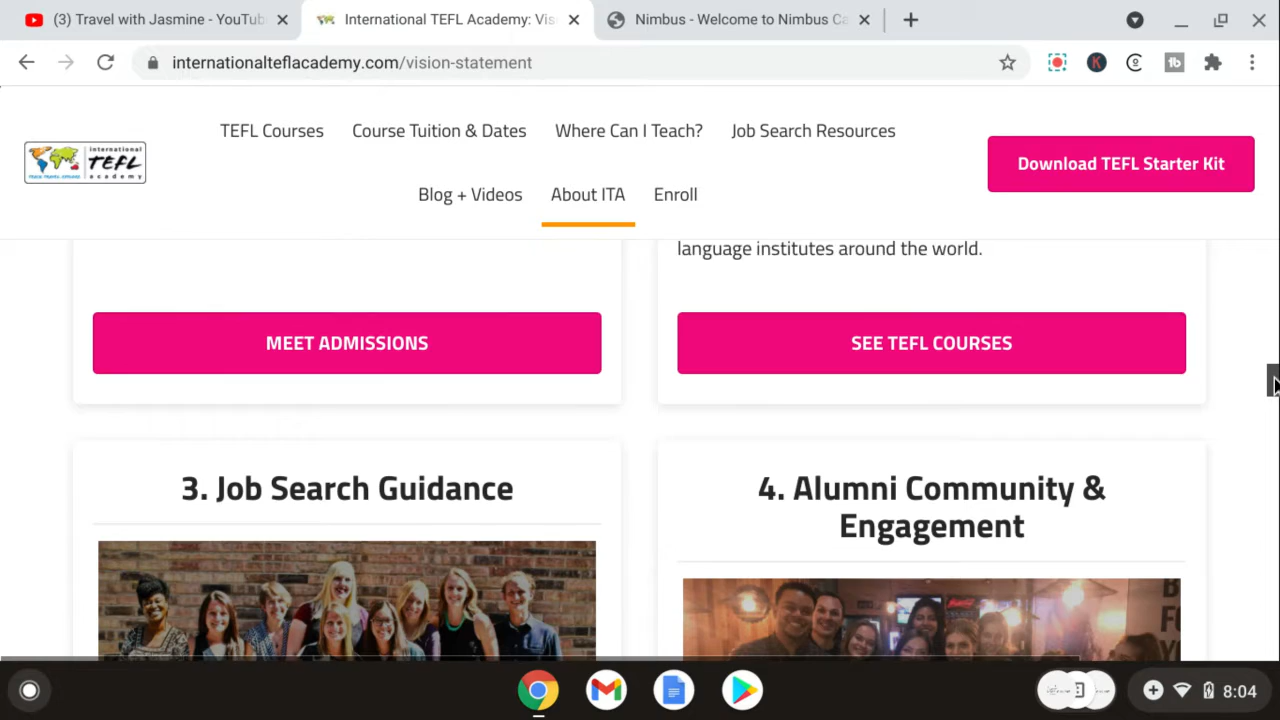 (3) Travel with Jasmine - YouTub
International TEFL Academy: Vis
Nimbus - Welcome to Nimbus Ca
internationalteflacademy.com/vision-statement
international
TEFL
academy
TEFL Courses
Course Tuition & Dates
Where Can I Teach?
Job Search Resources
Download TEFL Starter Kit
Blog + Videos
About ITA
Enroll
language institutes around the world.
MEET ADMISSIONS
SEE TEFL COURSES
3. Job Search Guidance
4. Alumni Community &
Engagement
8:04